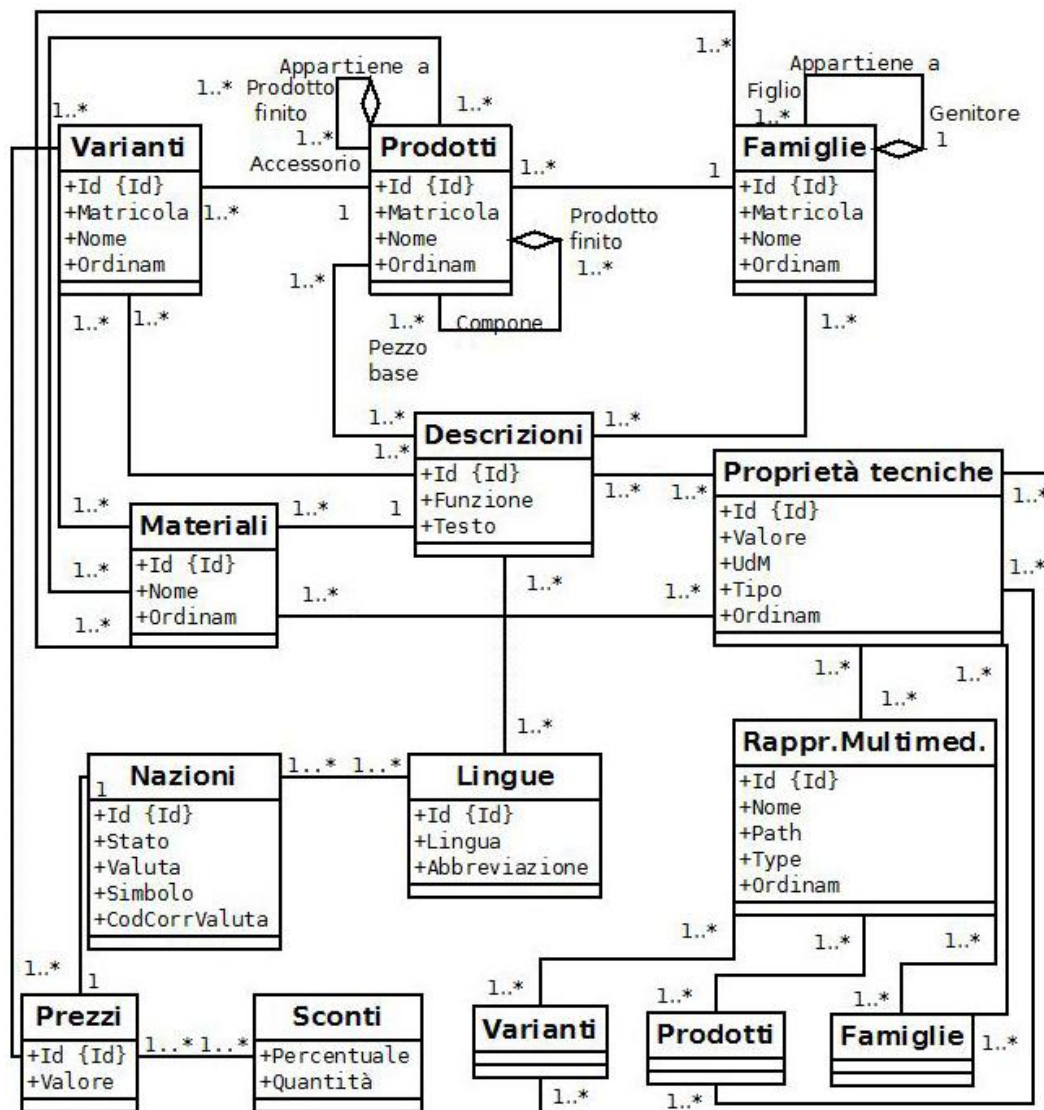 1..*
Appartiene a
1..* Prodotto
finito
1..*
1..*
Appartiene a
Figlio
1..*
Genitore
1
1..*
Varianti
+Id {Id}
+Matricola
+Nome
+Ordinam
Accessorio
1..*
1
Prodotti
+Id {Id}
+Matricola
+Nome
+Ordinam
1..*
1
Famiglie
+Id {Id}
+Matricola
+Nome
+Ordinam
Prodotto
finito
1..*
1..*
1..*
1..*
1..*
Compone
Pezzo
base
1..*
1..*
1..*
1..*
Descrizioni
+Id {Id}
+Funzione
+Testo
1..*
1..*
Proprietà tecniche
+Id {Id}
+Valore
+UdM
+Tipo
+Ordinam
1..*
1..*
1..*
1..*
1
Materiali
+Id {Id}
+Nome
+Ordinam
1..*
1..*
1..*
1..*
1..*
1..*
1..*
1..*
1..*
Nazioni
1
+Id {Id}
+Stato
+Valuta
+Simbolo
+CodCorrValuta
1..*
1..*
Lingue
+Id {Id}
+Lingua
+Abbreviazione
Rappr.Multimed.
+Id {Id}
+Nome
+Path
+Type
+Ordinam
1..*
1..*
1..*
1..*
1
1..*
1..*
1..*
Prezzi
+Id {Id}
+Valore
1..*
1..*
Sconti
+Percentuale
+Quantità
Varianti
Prodotti
Famiglie
1..*
1..*
1..*